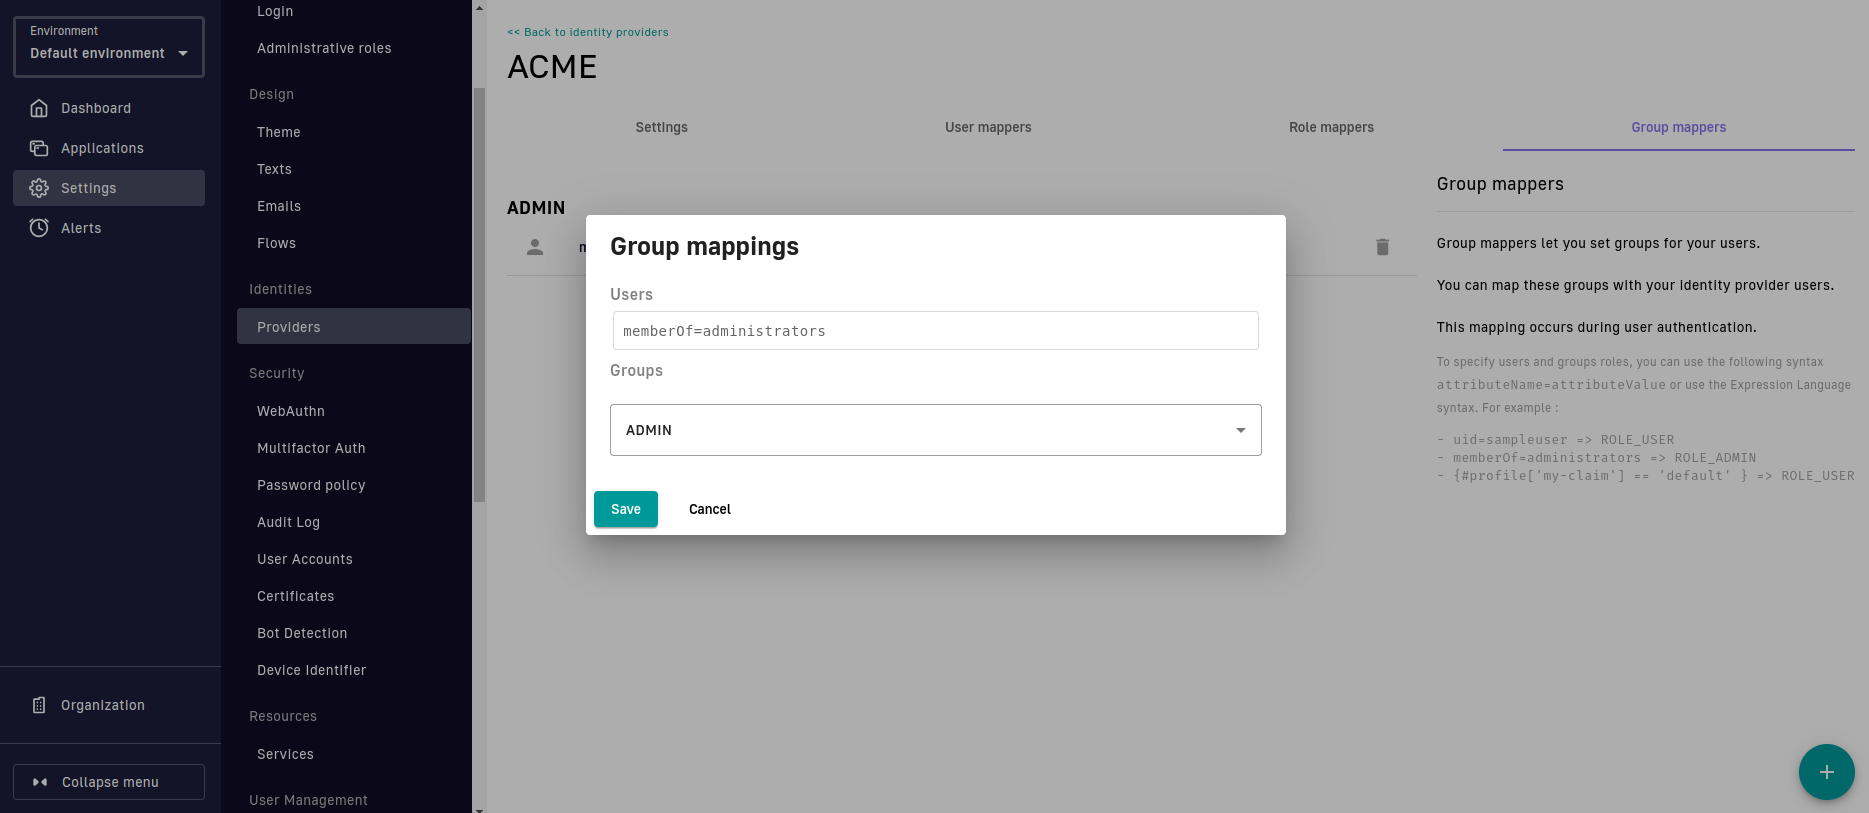 Environment
Default environment
Dashboard
Applications
Settings
Alerts
Organization
Collapse menu
Login
Administrative roles
Design
Theme
Texts
Emails
Flows
Identities
Providers
Security
WebAuthn
Multifactor Auth
Password policy
Audit Log
User Accounts
Certificates
Bot Detection
Device Identifier
Resources
Services
User Management
<< Back to identity providers
ACME
Settings
User mappers
Role mappers
Group mappers
ADMIN
Group mappings
Users
memberOf=administrators
Groups
ADMIN
Save
Cancel
Group mappers
Group mappers let you set groups for your users.
You can map these groups with your identity provider users.
This mapping occurs during user authentication.
To specify users and groups roles, you can use the following syntax
attributeName=attributeValue or use the Expression Language
syntax. For example :
- uid=sampleuser => ROLE_USER
- memberOf=administrators => ROLE_ADMIN
- {#profile['my-claim'] == 'default' } => ROLE_USER